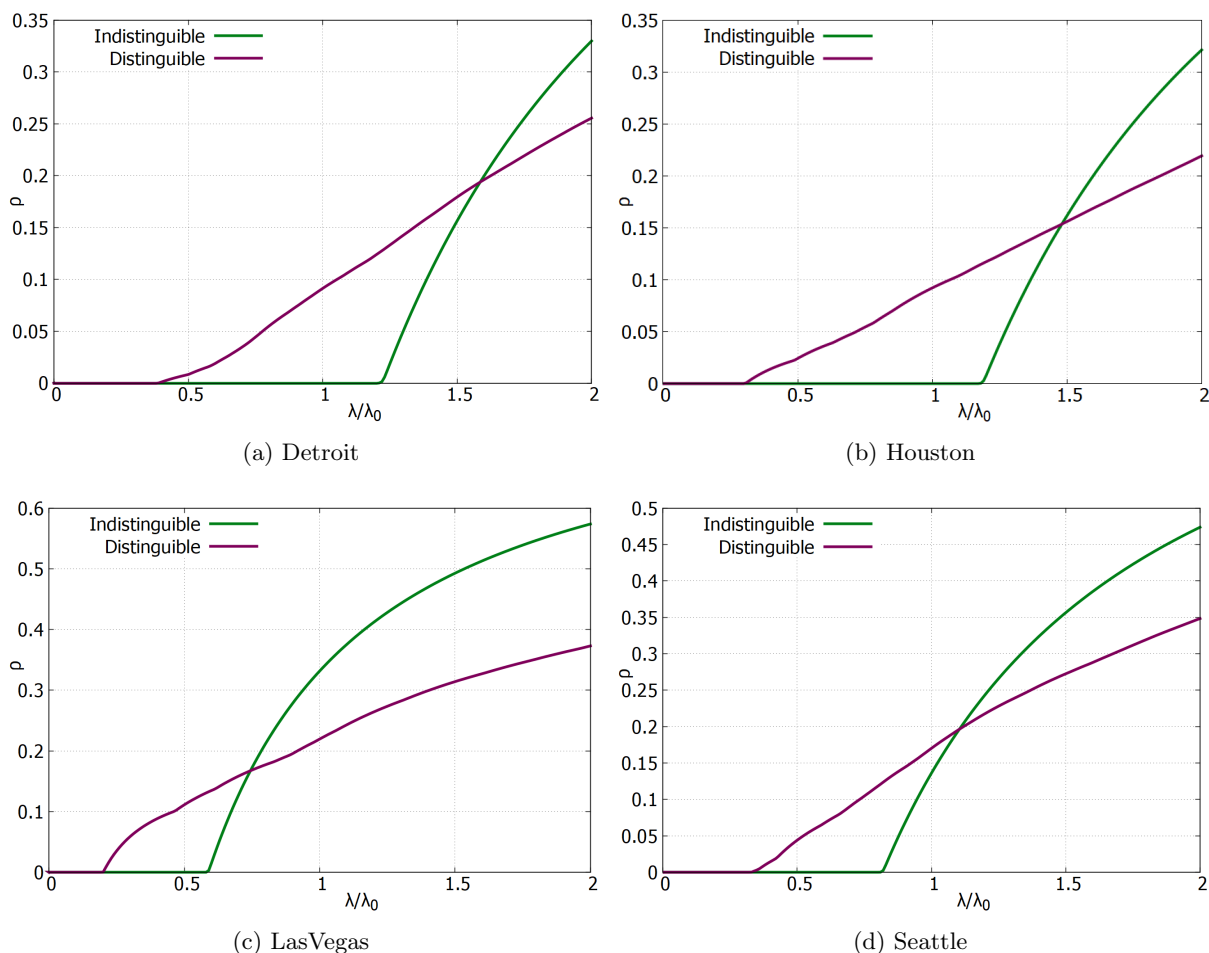 0.35
Indistinguible
Distinguible
0.3
0.25
0.2
ρ
0.15
0.1
0.05
0
0 0.5 1 1.5 2
λ/λ0
(a) Detroit
0.35
Indistinguible
Distinguible
0.3
0.25
0.2
ρ
0.15
0.1
0.05
0
0 0.5 1 1.5 2
λ/λ0
(b) Houston
0.6
Indistinguible
Distinguible
0.5
0.4
ρ
0.3
0.2
0.1
0
0 0.5 1 1.5 2
λ/λ0
(c) LasVegas
0.5
Indistinguible
0.45
Distinguible
0.4
0.35
0.3
ρ
0.25
0.2
0.15
0.1
0.05
0
0 0.5 1 1.5 2
λ/λ0
(d) Seattle